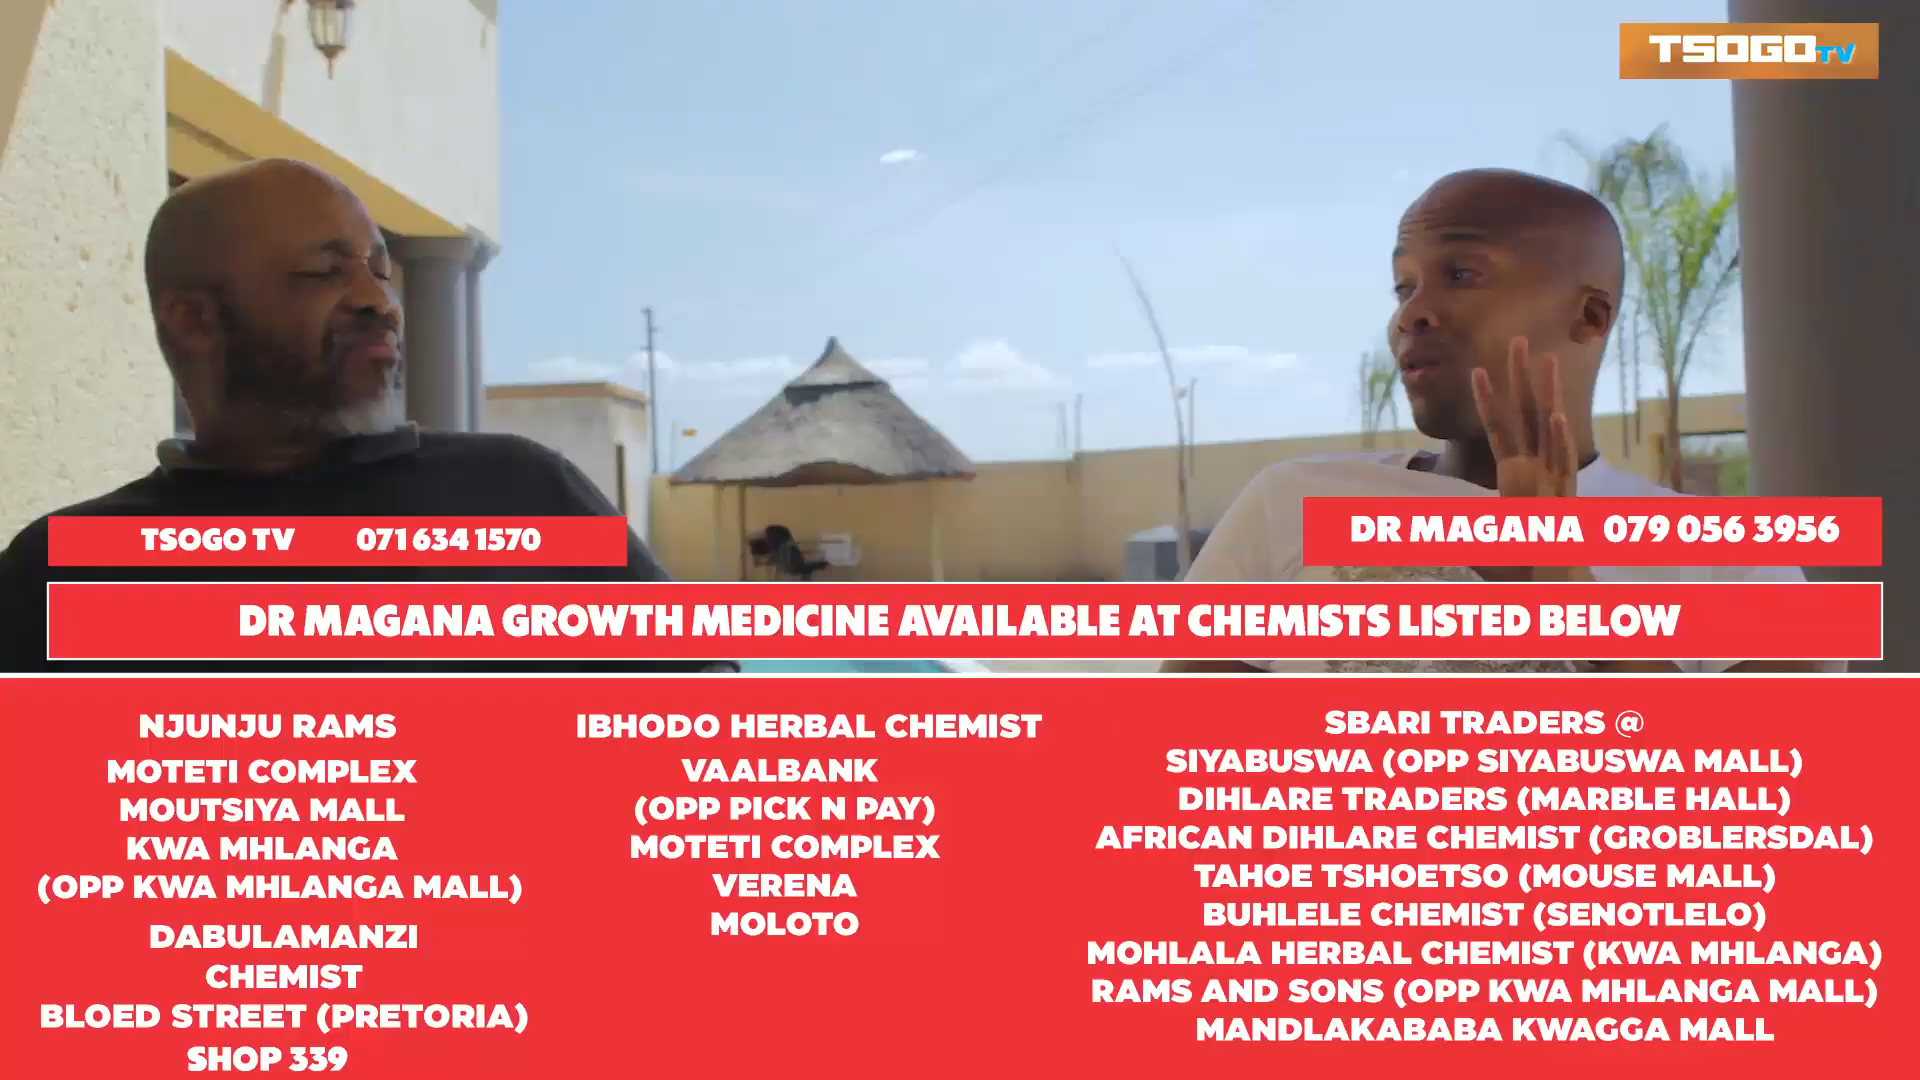 TSOGO TV
TSOGO TV 071 634 1570
DR MAGANA 079 056 3956
DR MAGANA GROWTH MEDICINE AVAILABLE AT CHEMISTS LISTED BELOW
NJUNJU RAMS
MOTETI COMPLEX
MOUTSIYA MALL
KWA MHLANGA
(OPP KWA MHLANGA MALL)
DABULAMANZI
CHEMIST
BLOED STREET (PRETORIA)
SHOP 339
IBHODO HERBAL CHEMIST
VAALBANK
(OPP PICK N PAY)
MOTETI COMPLEX
VERENA
MOLOTO
SBARI TRADERS @
SIYABUSWA (OPP SIYABUSWA MALL)
DIHLARE TRADERS (MARBLE HALL)
AFRICAN DIHLARE CHEMIST (GROBLERSDAL)
TAHOE TSHOETSO (MOUSE MALL)
BUHLELE CHEMIST (SENOTLELO)
MOHLALA HERBAL CHEMIST (KWA MHLANGA)
RAMS AND SONS (OPP KWA MHLANGA MALL)
MANDLAKABABA KWAGGA MALL